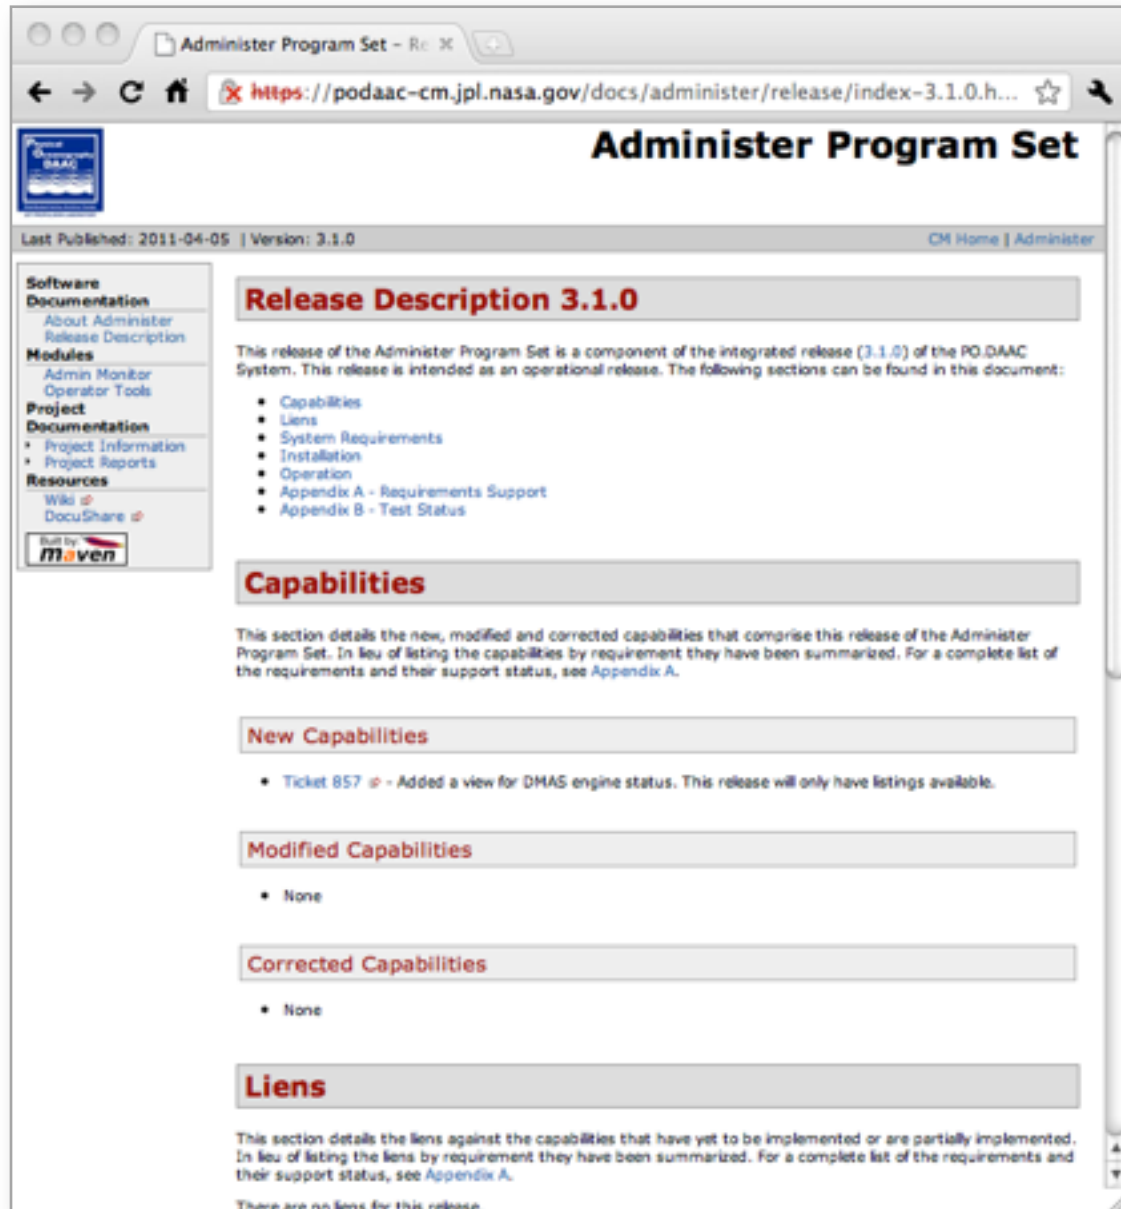 Administer Program Set – Re
https://podaac-cm.jpl.nasa.gov/docs/administer/release/index-3.1.0.h...
Physical
Oceanography
DAAC
Administer Program Set
Last Published: 2011-04-05 | Version: 3.1.0
CM Home | Administer
Software
Documentation
About Administer
Release Description
Modules
Admin Monitor
Operator Tools
Project
Documentation
Project Information
Project Reports
Resources
Wiki
DocuShare
Built by:
maven
Release Description 3.1.0
This release of the Administer Program Set is a component of the integrated release (3.1.0) of the PO.DAAC
System. This release is intended as an operational release. The following sections can be found in this document:
• Capabilities
• Liens
• System Requirements
• Installation
• Operation
• Appendix A - Requirements Support
• Appendix B - Test Status
Capabilities
This section details the new, modified and corrected capabilities that comprise this release of the Administer
Program Set. In lieu of listing the capabilities by requirement they have been summarized. For a complete list of
the requirements and their support status, see Appendix A.
New Capabilities
• Ticket 857 - Added a view for DMAS engine status. This release will only have listings available.
Modified Capabilities
• None
Corrected Capabilities
• None
Liens
This section details the liens against the capabilities that have yet to be implemented or are partially implemented.
In lieu of listing the liens by requirement they have been summarized. For a complete list of the requirements and
their support status, see Appendix A.
There are no liens for this release.